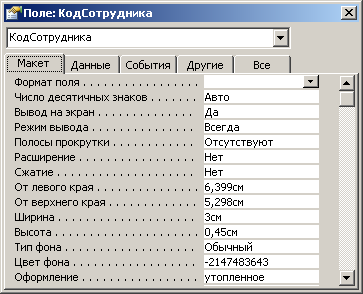 Поле: КодСотрудника
КодСотрудника
Макет Данные События Другие Все
Формат поля . . . . . . . . . . . . . . . . . .
Число десятичных знаков . . . . . . . Авто
Вывод на экран . . . . . . . . . . . . . . Да
Режим вывода . . . . . . . . . . . . . . . Всегда
Полосы прокрутки . . . . . . . . . . . . Отсутствуют
Расширение . . . . . . . . . . . . . . . . . Нет
Сжатие . . . . . . . . . . . . . . . . . . . . Нет
От левого края . . . . . . . . . . . . . . 6,399см
От верхнего края . . . . . . . . . . . . 5,298см
Ширина . . . . . . . . . . . . . . . . . . . . 3см
Высота . . . . . . . . . . . . . . . . . . . . 0,45см
Тип фона . . . . . . . . . . . . . . . . . . . Обычный
Цвет фона . . . . . . . . . . . . . . . . . . -2147483643
Оформление . . . . . . . . . . . . . . . . утопленное